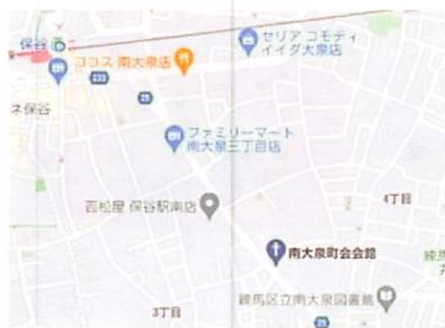 保谷
ココス 南大泉店
セリア コモディ
イイダ大泉店
233
25
ネ保谷
ファミリーマート
南大泉三丁目店
西松屋 保谷駅南店
4丁目
南大泉町会会館
練馬
練馬区立南大泉図書館
3丁目
25